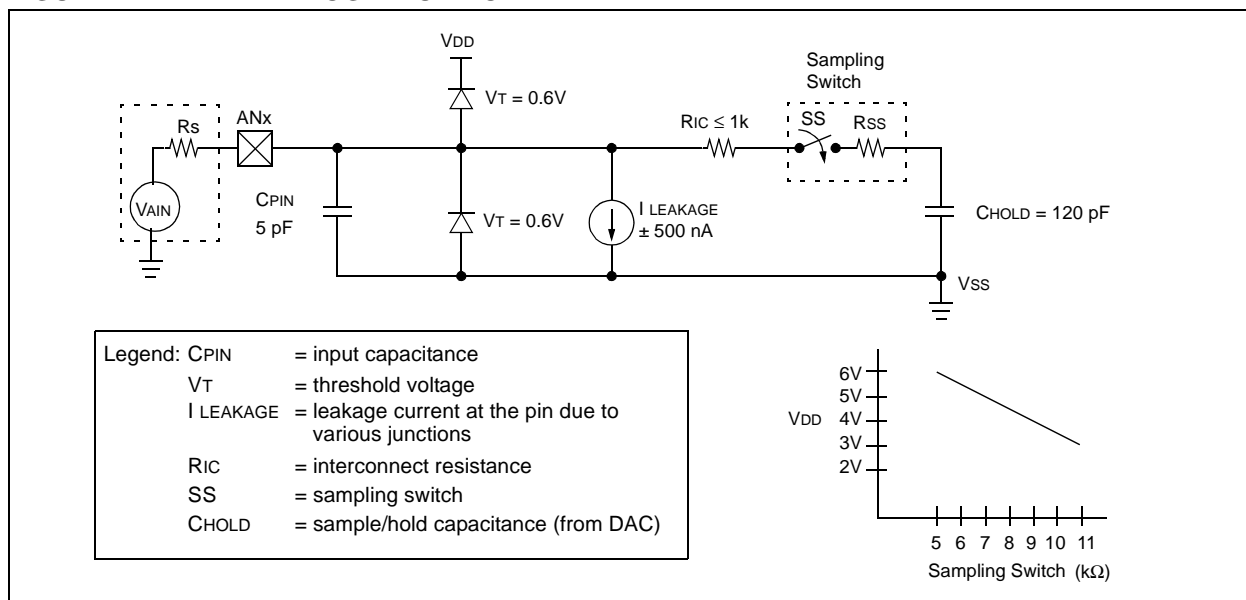 VDD
Sampling
Switch
VT = 0.6V
ANx
RS
RIC ≤ 1k
SS
RSS
VAIN
CPIN
5 pF
VT = 0.6V
I LEAKAGE
± 500 nA
CHOLD = 120 pF
VSS
Legend: CPIN = input capacitance
VT = threshold voltage
I LEAKAGE = leakage current at the pin due to
various junctions
RIC = interconnect resistance
SS = sampling switch
CHOLD = sample/hold capacitance (from DAC)
6V
5V
VDD 4V
3V
2V
5 6 7 8 9 10 11
Sampling Switch (kΩ)